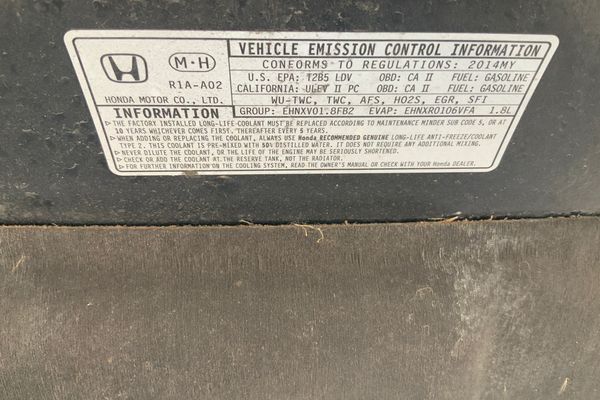 VEHICLE EMISSION CONTROL INFORMATION
M-H
CONFORMS TO REGULATIONS: 2014MY
R1A-A02
U.S. EPA: T2B5 LDV OBD: CA II FUEL: GASOLINE
CALIFORNIA: ULEV II PC OBD: CA II FUEL: GASOLINE
HONDA MOTOR CO., LTD.
WU-TWC, TWC, AFS, HO2S, EGR, SFI
INFORMATION
GROUP: EHNXV01.8FB2 EVAP: EHNXR0106VF4 1.8L
▷ THE FACTORY INSTALLED LONG-LIFE-COOLANT MUST BE REPLACED ACCORDING TO MAINTENANCE MINDER SUB CODE 5, OR AT
10 YEARS WHICHEVER COMES FIRST. THEREAFTER EVERY 5 YEARS.
▷ WHEN ADDING OR REPLACING THE COOLANT, ALWAYS USE Honda RECOMMENDED GENUINE LONG-LIFE ANTI-FREEZE/COOLANT
TYPE 2. THIS COOLANT IS PRE-MIXED WITH 50% DISTILLED WATER. IT DOES NOT REQUIRE ANY ADDITIONAL MIXING.
▷ NEVER USE WATER ONLY, OR THE LIFE OF THE ENGINE MAY BE SERIOUSLY SHORTENED.
▷ CHECK OR ADD THE COOLANT AT THE RESERVE TANK, NOT THE RADIATOR.
▷ FOR FURTHER INFORMATION ON THE COOLING SYSTEM, READ THE OWNER'S MANUAL OR CHECK WITH YOUR Honda DEALER.